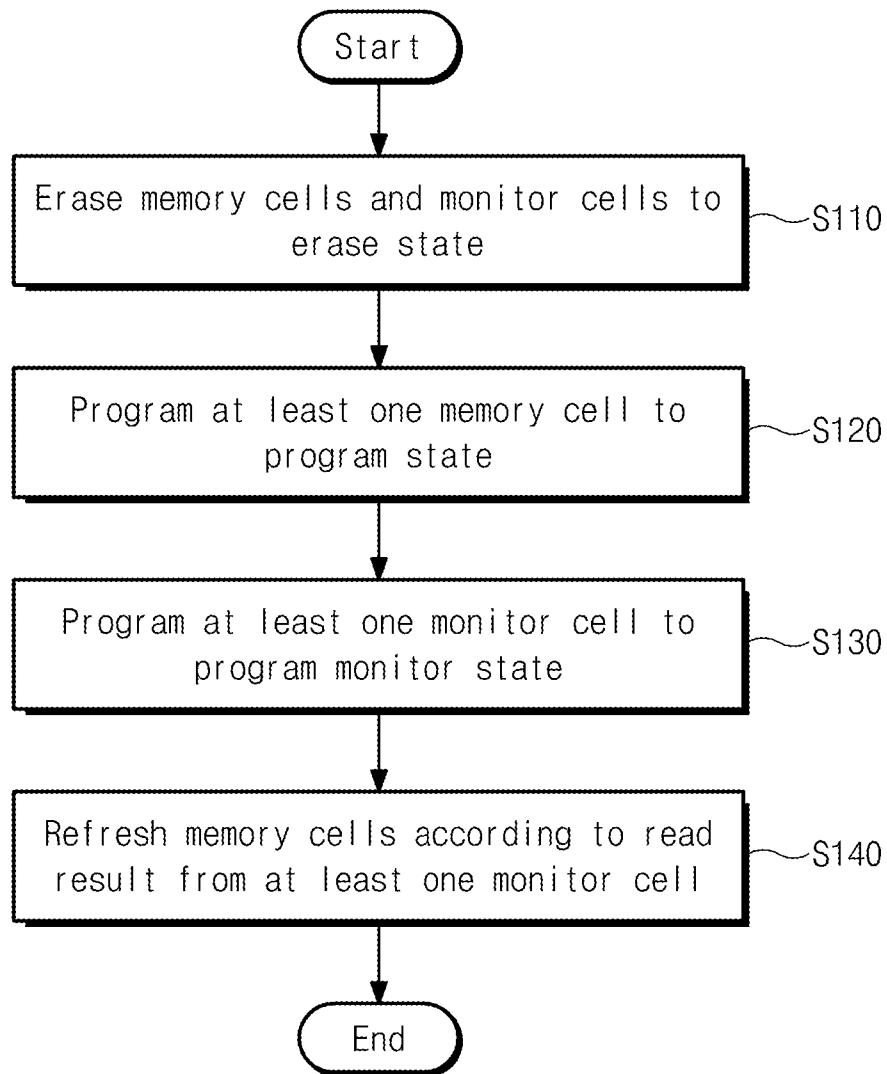 Start
Erase memory cells and monitor cells to
erase state
S110
Program at least one memory cell to
program state
S120
Program at least one monitor cell to
program monitor state
S130
Refresh memory cells according to read
result from at least one monitor cell
S140
End